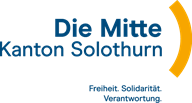 Die Mitte
Kanton Solothurn
Freiheit. Solidarität.
Verantwortung.